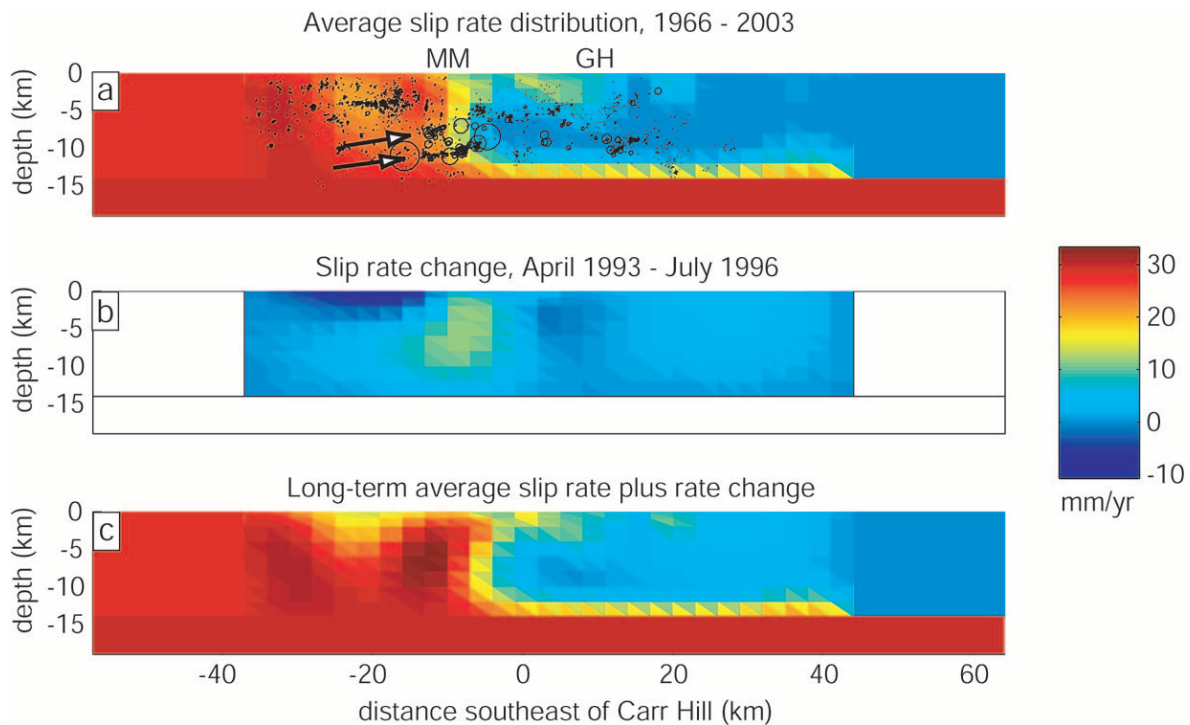 Average slip rate distribution, 1966 - 2003
MM GH
a
depth (km)
0
-5
-10
-15
Slip rate change, April 1993 - July 1996
b
depth (km)
0
-5
-10
-15
Long-term average slip rate plus rate change
c
depth (km)
0
-5
-10
-15
-40 -20 0 20 40 60
distance southeast of Carr Hill (km)
30
20
10
0
-10
mm/yr